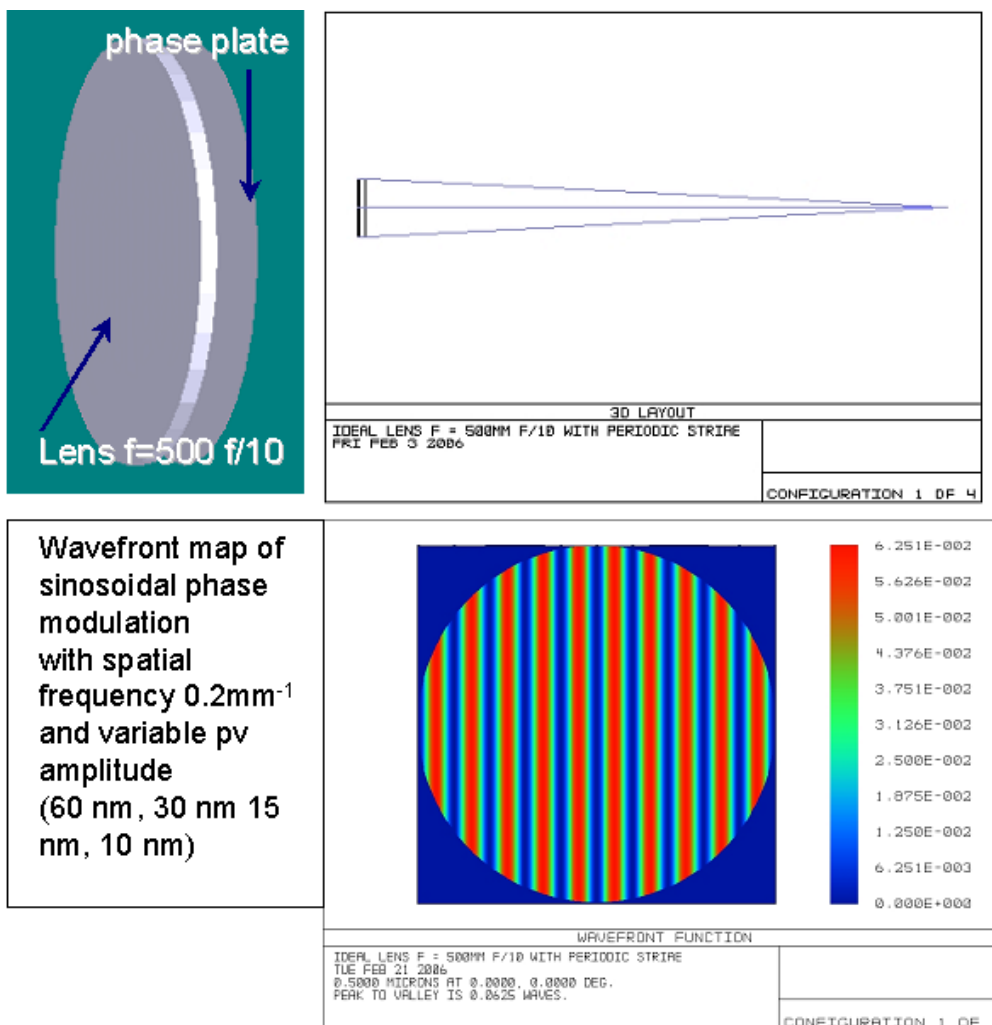 phase plate
Lens f=500 f/10
3D LAYOUT
IDEAL LENS F = 500MM F/10 WITH PERIODIC STRIAE
FRI FEB 3 2006
CONFIGURATION 1 OF 4
Wavefront map of
sinosoidal phase
modulation
with spatial
frequency 0.2mm-1
and variable pv
amplitude
(60 nm, 30 nm 15
nm, 10 nm)
6.251E-002
5.626E-002
5.001E-002
4.376E-002
3.751E-002
3.126E-002
2.500E-002
1.875E-002
1.250E-002
6.251E-003
0.000E+000
WAVEFRONT FUNCTION
IDEAL LENS F = 500MM F/10 WITH PERIODIC STRIAE
TUE FEB 21 2006
0.5000 MICRONS AT 0.0000, 0.0000 DEG.
PEAK TO VALLEY IS 0.0625 WAVES.
CONFIGURATION 1 OF